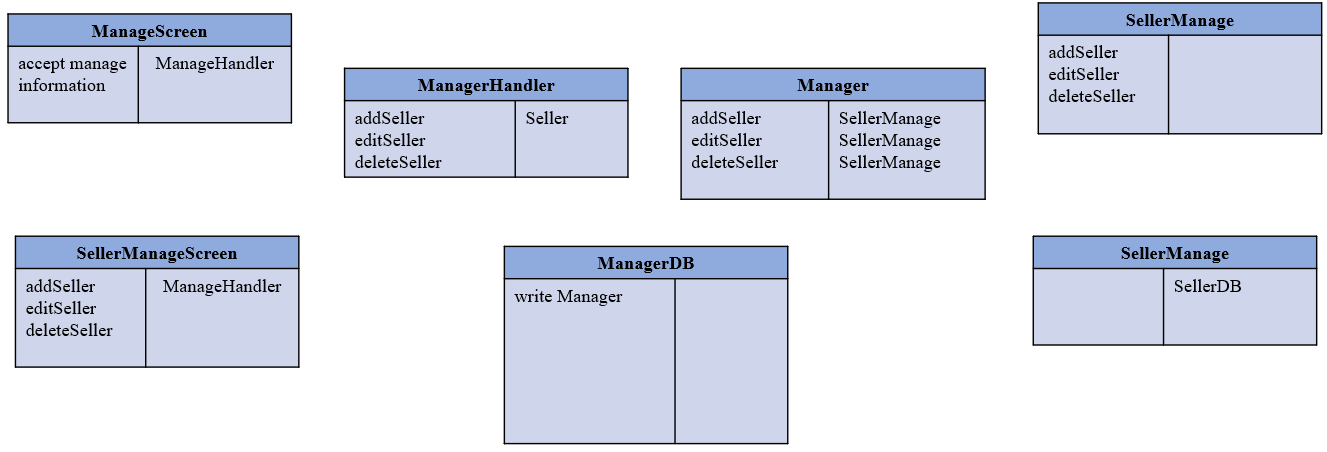 ManageScreen
accept manage
information
ManageHandler
ManagerHandler
addSeller
editSeller
deleteSeller
Seller
Manager
addSeller
editSeller
deleteSeller
SellerManage
SellerManage
SellerManage
SellerManage
addSeller
editSeller
deleteSeller
SellerManageScreen
addSeller
editSeller
deleteSeller
ManageHandler
ManagerDB
write Manager
SellerManage
SellerDB